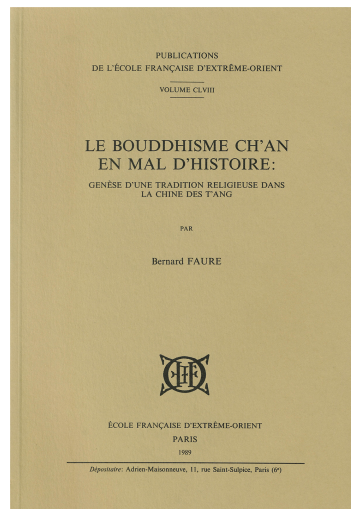 PUBLICATIONS
DE L'ÉCOLE FRANÇAISE D'EXTRÊME-ORIENT
VOLUME CLVIII
LE BOUDDHISME CH'AN
EN MAL D'HISTOIRE:
GENÈSE D'UNE TRADITION RELIGIEUSE DANS
LA CHINE DES T'ANG
PAR
Bernard FAURE
ÉCOLE FRANÇAISE D'EXTRÊME-ORIENT
PARIS
1989
Dépositaire: Adrien-Maisonneuve, 11, rue Saint-Sulpice, Paris (6e)